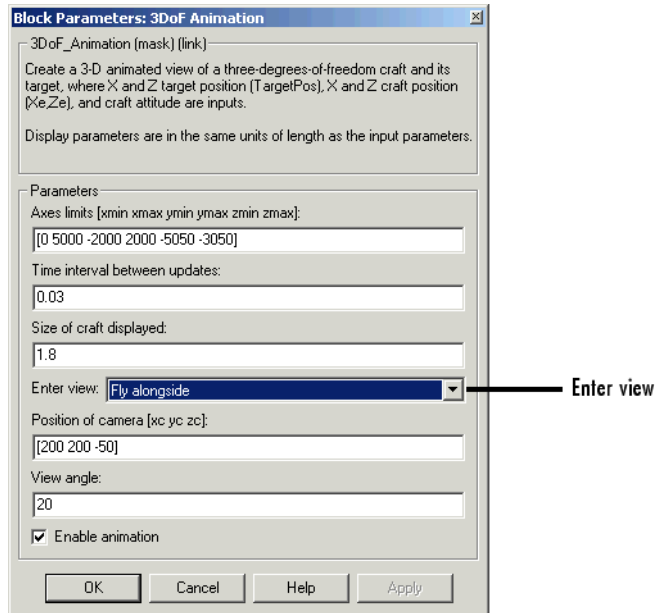 Block Parameters: 3DoF Animation
3DoF_Animation (mask) (link)
Create a 3-D animated view of a three-degrees-of-freedom craft and its
target, where X and Z target position (TargetPos), X and Z craft position
(Xe,Ze), and craft attitude are inputs.
Display parameters are in the same units of length as the input parameters.
Parameters
Axes limits [xmin xmax ymin ymax zmin zmax]:
[0 5000 -2000 2000 -5050 -3050]
Time interval between updates:
0.03
Size of craft displayed:
1.8
Enter view: Fly alongside
Enter view
Position of camera [xc yc zc]:
[200 200 -50]
View angle:
20
Enable animation
OK Cancel Help Apply